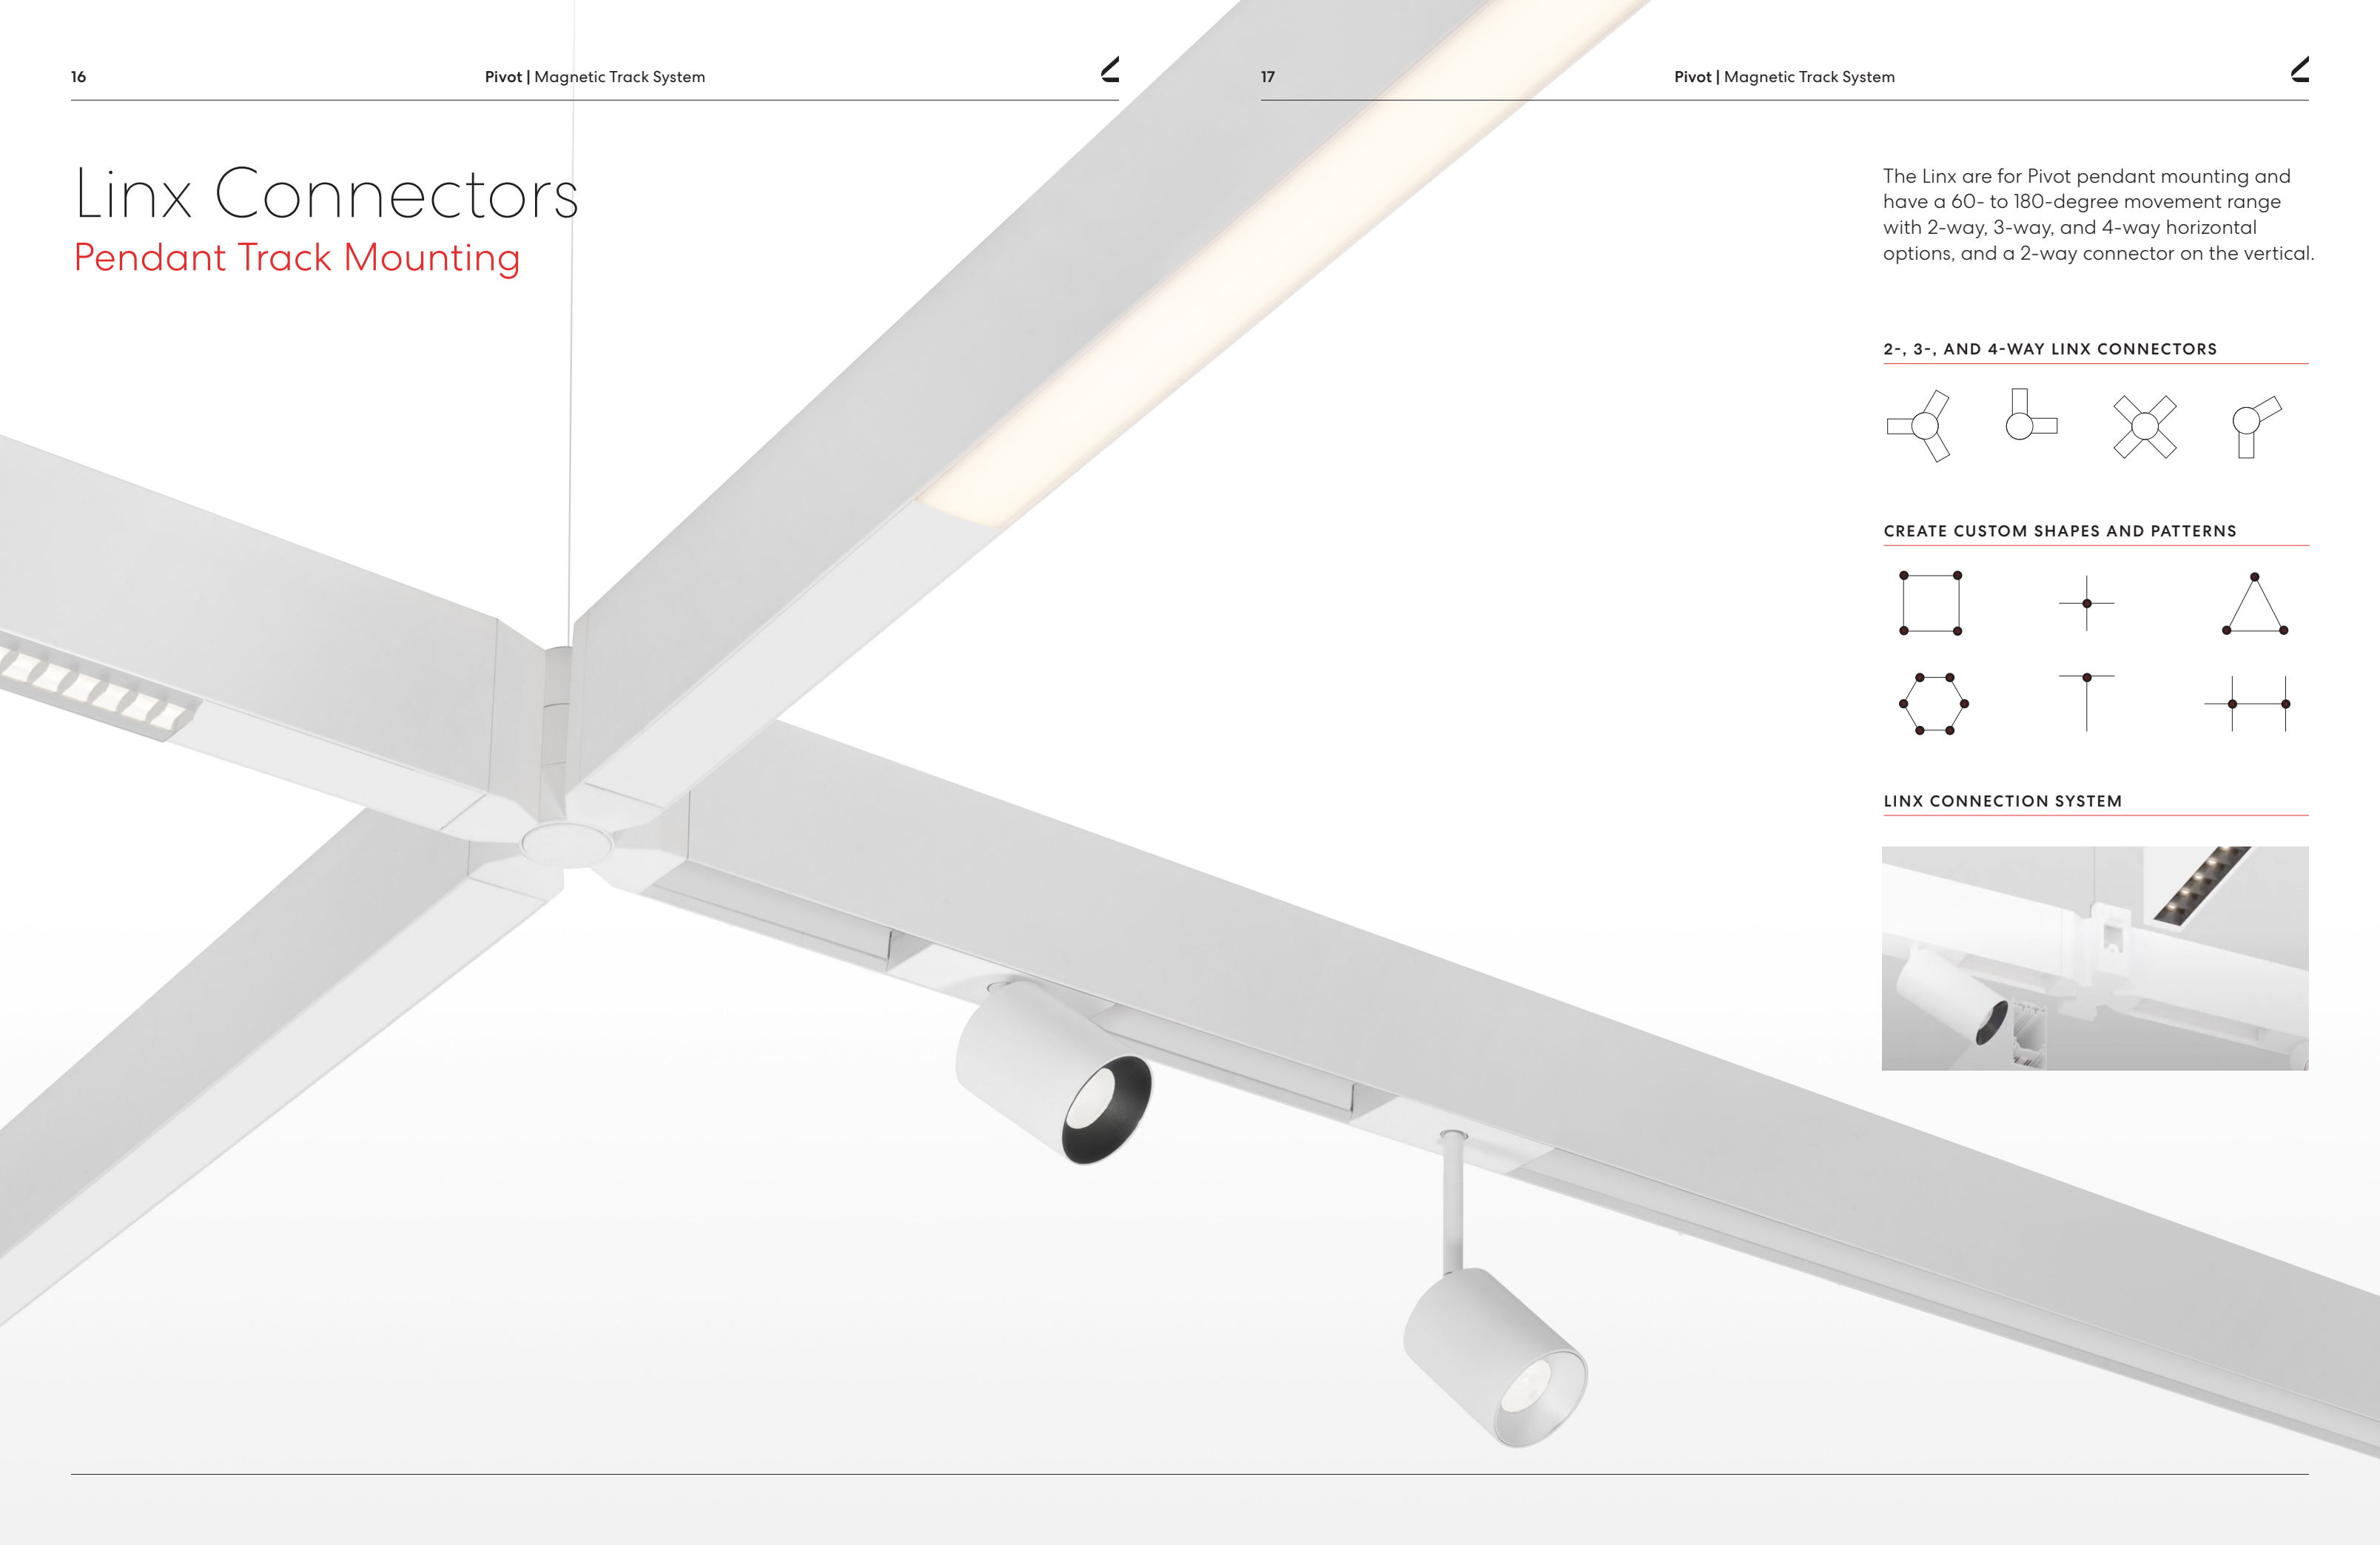 16
Pivot | Magnetic Track System
17
Pivot | Magnetic Track System
Linx Connectors
Pendant Track Mounting
The Linx are for Pivot pendant mounting and
have a 60- to 180-degree movement range
with 2-way, 3-way, and 4-way horizontal
options, and a 2-way connector on the vertical.
2-, 3-, AND 4-WAY LINX CONNECTORS
CREATE CUSTOM SHAPES AND PATTERNS
LINX CONNECTION SYSTEM